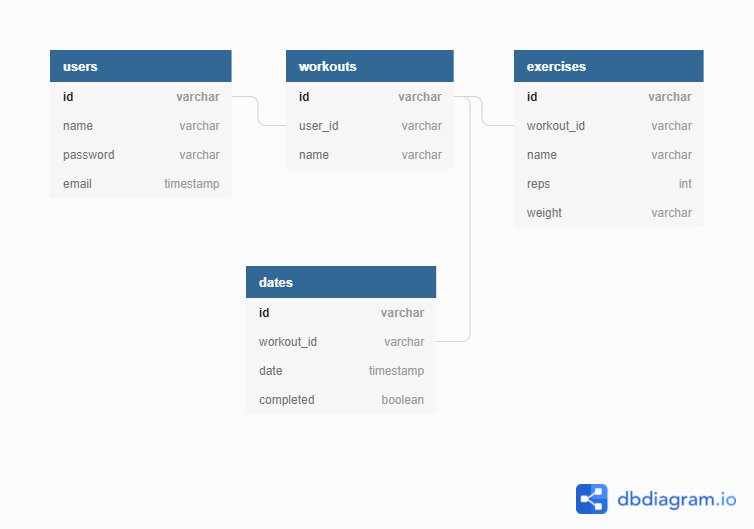 users
id varchar
name varchar
password varchar
email timestamp
workouts
id varchar
user_id varchar
name varchar
exercises
id varchar
workout_id varchar
name varchar
reps int
weight varchar
dates
id varchar
workout_id varchar
date timestamp
completed boolean
dbdiagram.io